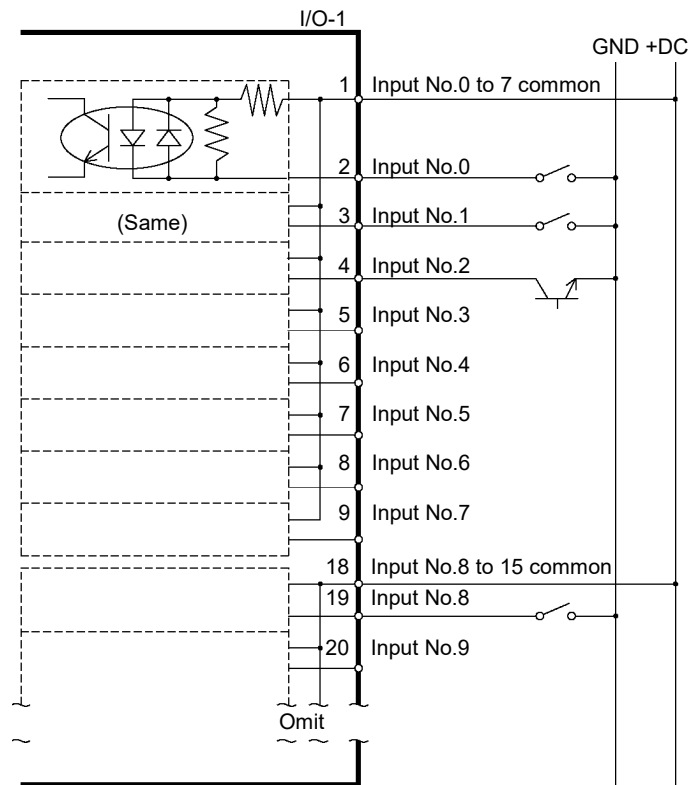 I/O-1
GND +DC
1 Input No.0 to 7 common
2 Input No.0
(Same)
3 Input No.1
4 Input No.2
5 Input No.3
6 Input No.4
7 Input No.5
8 Input No.6
9 Input No.7
18 Input No.8 to 15 common
19 Input No.8
20 Input No.9
Omit